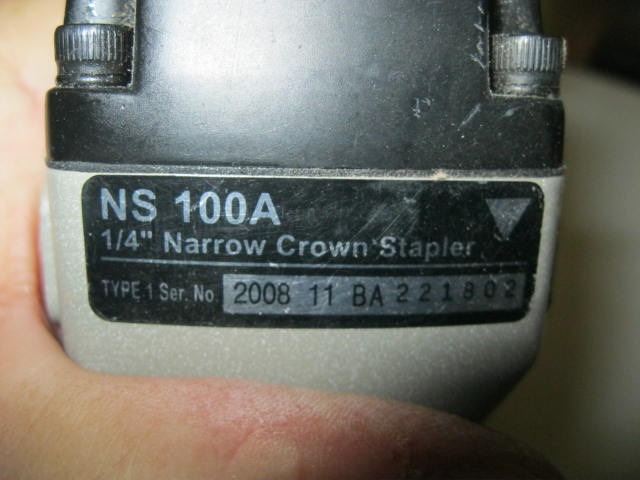 NS 100A
1/4" Narrow Crown Stapler
TYPE 1 Ser. No 2008 11 BA 221802